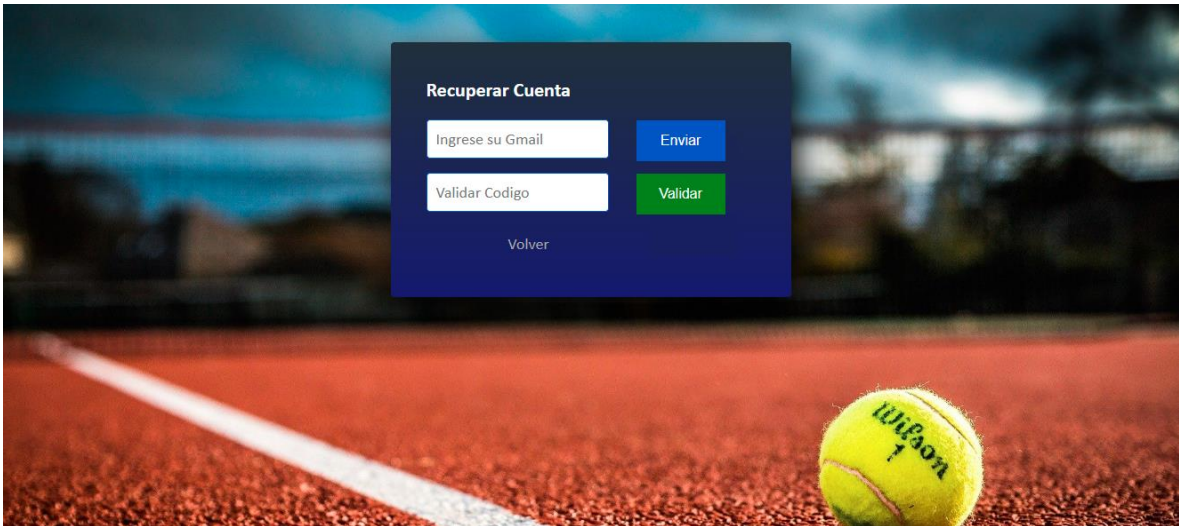 Recuperar Cuenta
Ingrese su Gmail
Enviar
Validar Codigo
Validar
Volver
Wilson
1